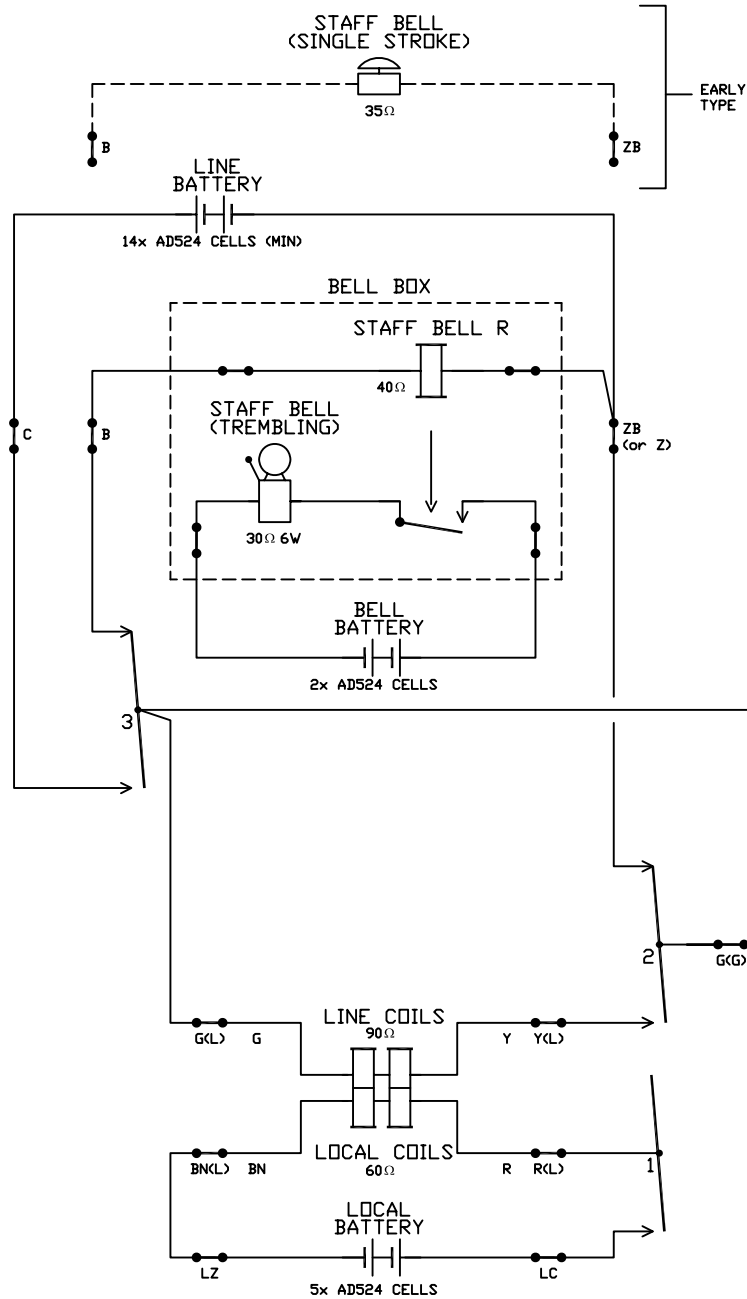 STAFF BELL
(SINGLE STROKE)
35Ω
EARLY
TYPE
B
ZB
LINE
BATTERY
14x AD524 CELLS (MIN)
BELL BOX
STAFF BELL R
40Ω
STAFF BELL
(TREMBLING)
C
B
ZB
(or Z)
30Ω 6W
BELL
BATTERY
2x AD524 CELLS
3
2
G(G)
LINE COILS
90Ω
G(L)
G
Y
Y(L)
LOCAL COILS
60Ω
BN(L)
BN
R
R(L)
1
LOCAL
BATTERY
LZ
LC
5x AD524 CELLS